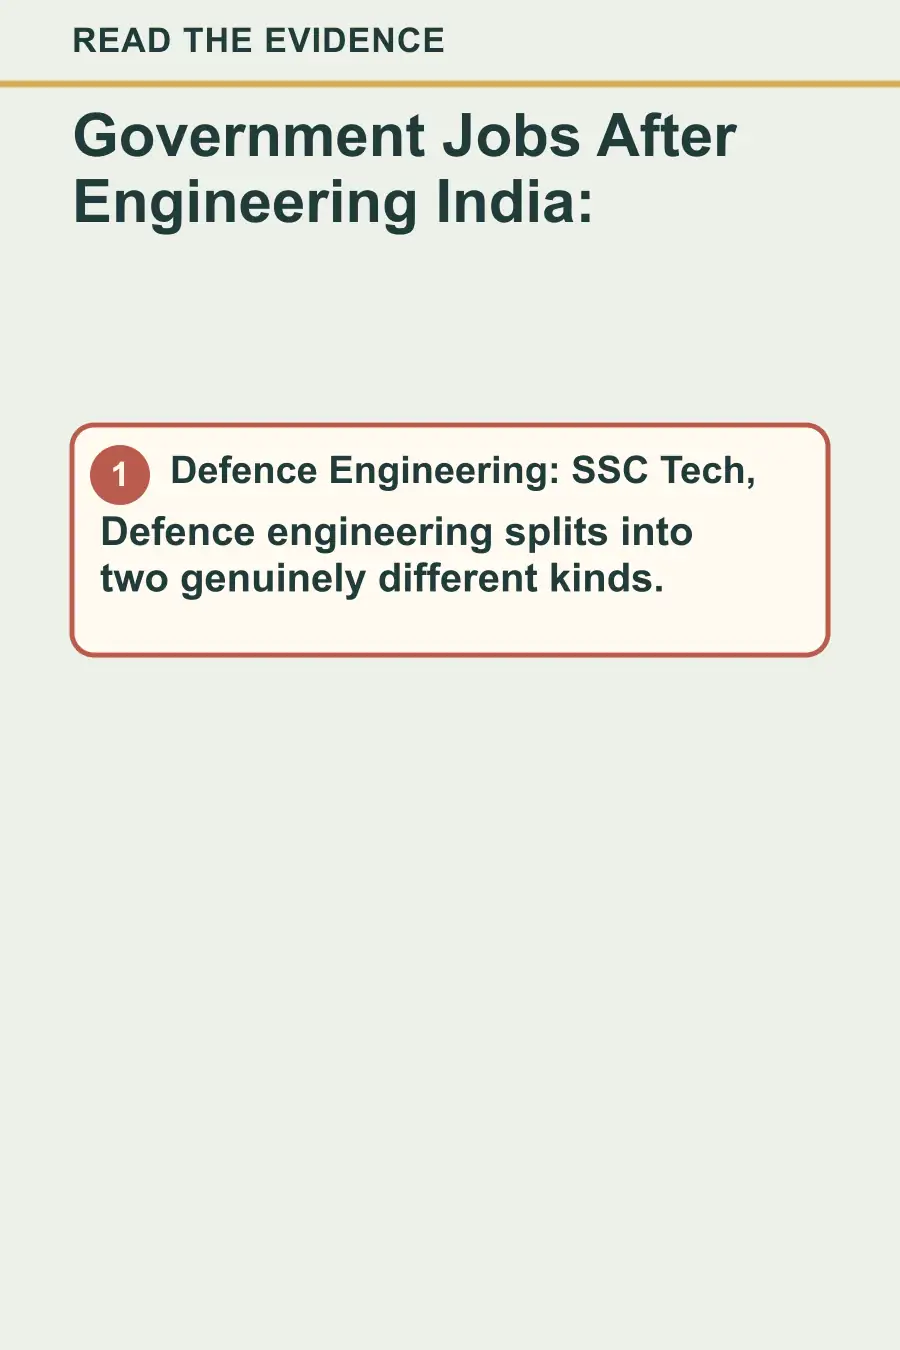 READ THE EVIDENCE
Government Jobs After
Engineering India:
1 Defence Engineering: SSC Tech,
Defence engineering splits into
two genuinely different kinds.